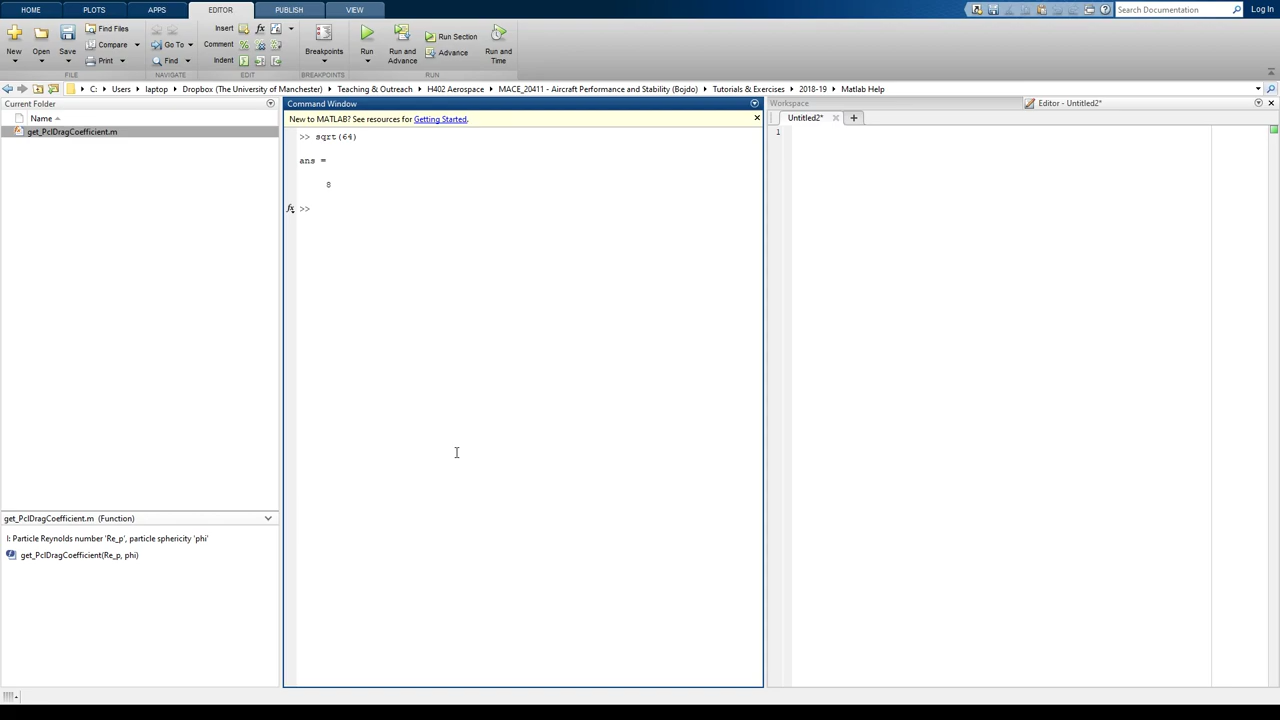 HOME PLOTS APPS EDITOR PUBLISH VIEW Search Documentation Log In
New Open Save Find Files Compare Print Go To Find Insert Comment Indent Breakpoints Run Run and Advance Run Section Advance Run and Time
FILE NAVIGATE EDIT BREAKPOINTS RUN
C: Users laptop Dropbox (The University of Manchester) Teaching & Outreach H402 Aerospace MACE_20411 - Aircraft Performance and Stability (Bojdo) Tutorials & Exercises 2018-19 Matlab Help
Current Folder
Name
get_PclDragCoefficient.m
get_PclDragCoefficient.m (Function)
I: Particle Reynolds number 'Re_p', particle sphericity 'phi'
get_PclDragCoefficient(Re_p, phi)
Command Window
New to MATLAB? See resources for Getting Started.
>> sqrt(64)
ans =
8
fx >>
Workspace
Editor - Untitled2*
Untitled2*
1